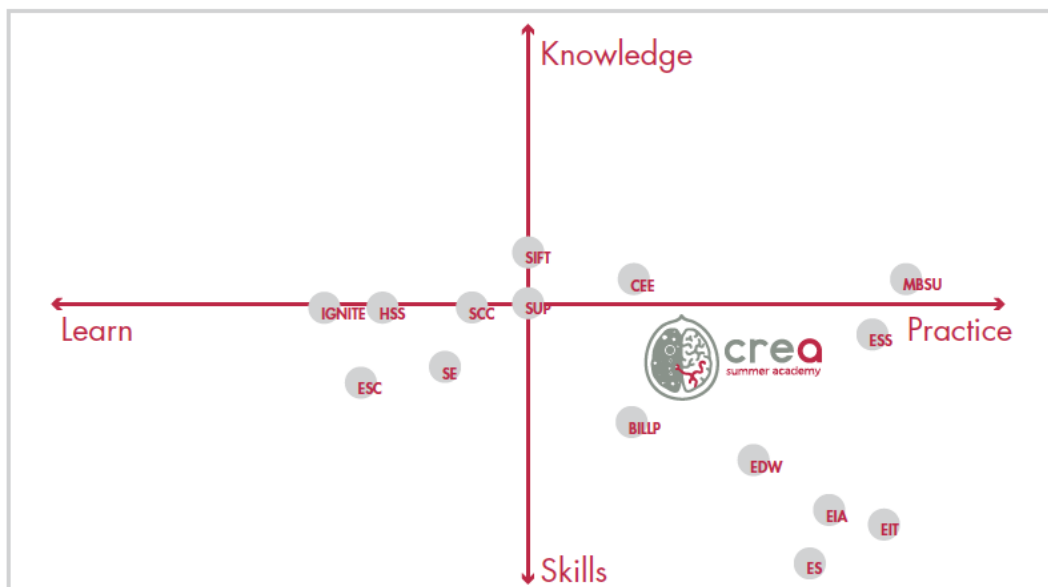 Knowledge
SIFT
CEE
MBSU
IGNITE
HSS
SCC
SUP
Learn
Practice
ESS
crea
summer academy
SE
ESC
BILLP
EDW
EIA
EIT
ES
Skills